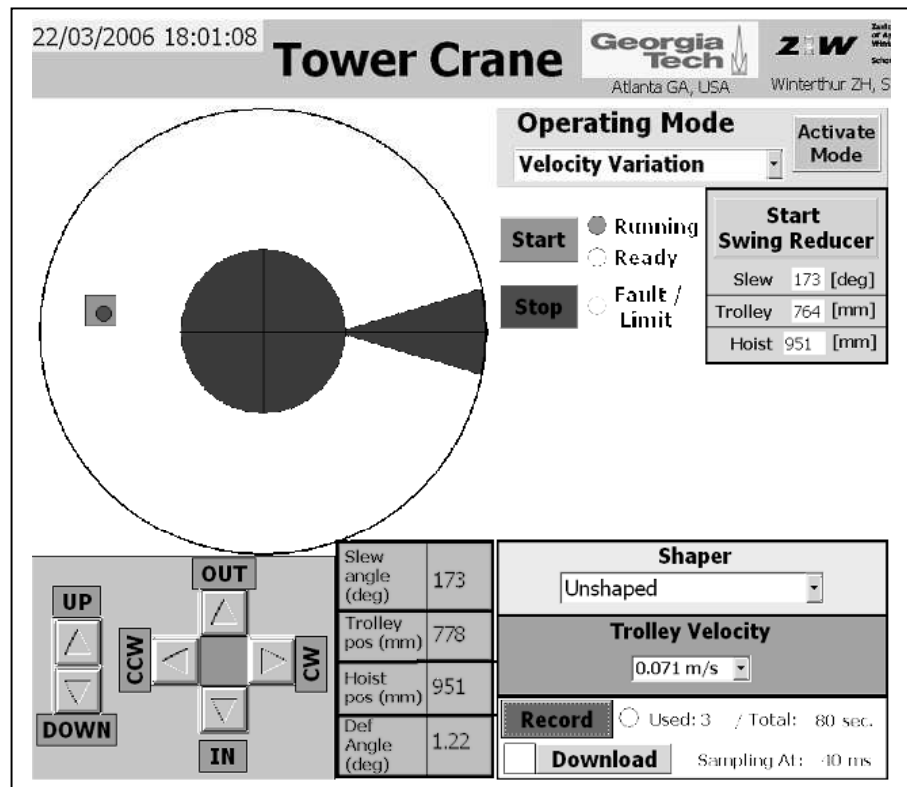 22/03/2006 18:01:08
Tower Crane
Georgia
Tech
Atlanta GA, USA
Winterthur ZH, S
Operating Mode
Velocity Variation
Activate
Mode
Start
Running
Ready
Stop
Fault /
Limit
Start
Swing Reducer
Slew 173 [deg]
Trolley 764 [mm]
Hoist 951 [mm]
UP
DOWN
OUT
CCW
CW
IN
Slew
angle
(deg)
173
Trolley
pos (mm)
778
Hoist
pos (mm)
951
Def
Angle
(deg)
1.22
Shaper
Unshaped
Trolley Velocity
0.071 m/s
Record Used: 3 / Total: 80 sec.
Download Sampling At: 40 ms